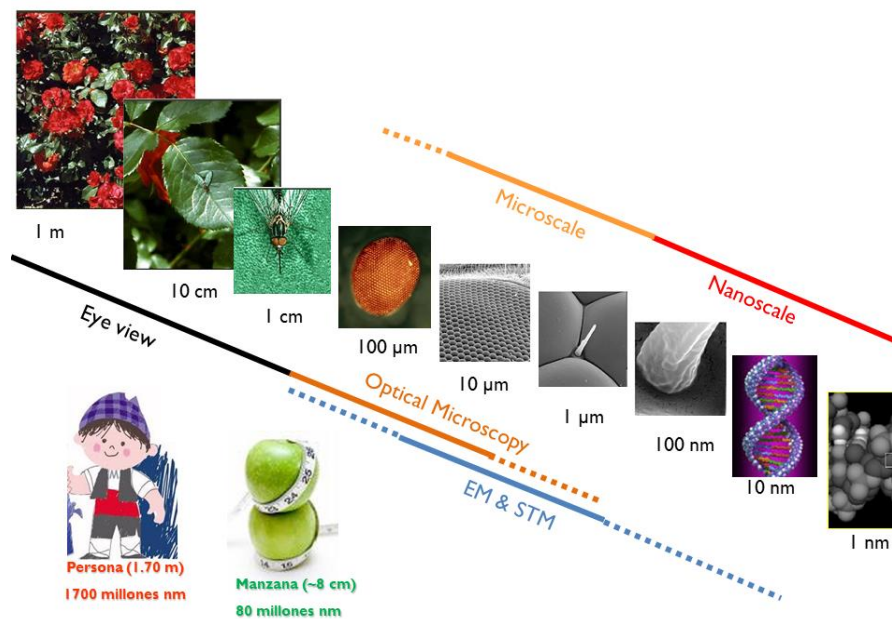 1 m
10 cm
1 cm
100 µm
10 µm
1 µm
100 nm
10 nm
1 nm
Microscale
Nanoscale
Eye view
Optical Microscopy
EM & STM
Persona (1.70 m)
1700 millones nm
Manzana (~8 cm)
80 millones nm